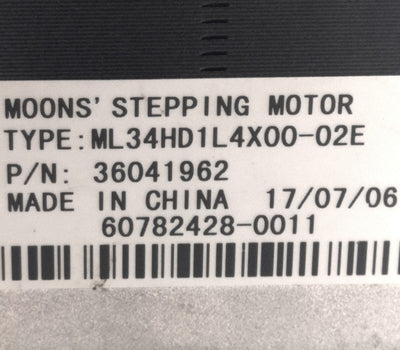 MOONS' STEPPING MOTOR
TYPE: ML34HD1L4X00-02E
P/N: 36041962
MADE IN CHINA 17/07/06
60782428-0011